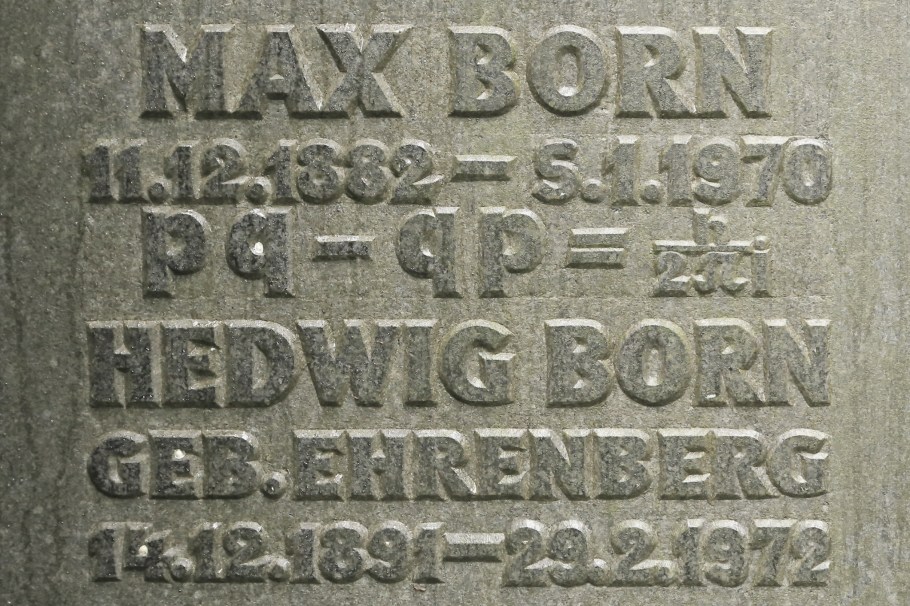 MAX BORN
11.12.1882 – 5.1.1970
pq – qp = h/2πi
HEDWIG BORN
GEB. EHRENBERG
14.12.1891 – 29.2.1972